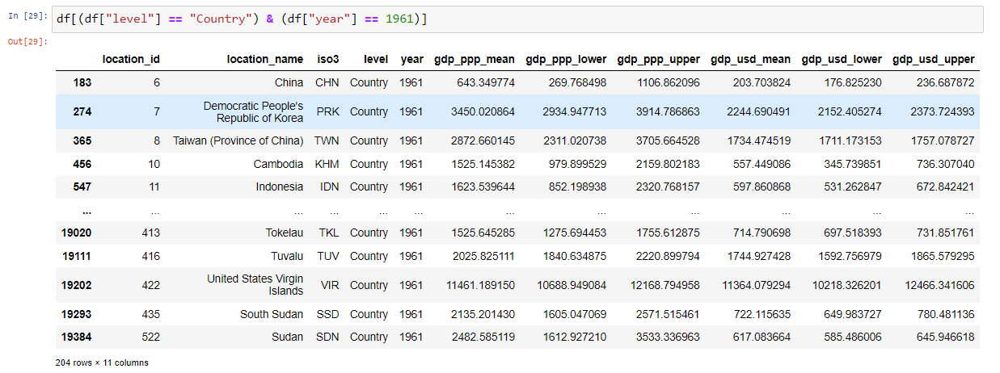 In [29]: df[(df["level"] == "Country") & (df["year"] == 1961)]
Out[29]:
location_id location_name iso3 level year gdp_ppp_mean gdp_ppp_lower gdp_ppp_upper gdp_usd_mean gdp_usd_lower gdp_usd_upper
183 6 China CHN Country 1961 643.349774 269.768498 1106.862096 203.703824 176.825230 236.687872
274 7 Democratic People's
Republic of Korea PRK Country 1961 3450.020864 2934.947713 3914.786863 2244.690491 2152.405274 2373.724393
365 8 Taiwan (Province of China) TWN Country 1961 2872.660145 2311.020738 3705.664528 1734.474519 1711.173153 1757.078727
456 10 Cambodia KHM Country 1961 1525.145382 979.899529 2159.802183 557.449086 345.739851 736.307040
547 11 Indonesia IDN Country 1961 1623.539644 852.198938 2320.768157 597.860868 531.262847 672.842421
... ... ... ... ... ... ... ... ... ... ... ...
19020 413 Tokelau TKL Country 1961 1525.645285 1275.694453 1755.612875 714.790698 697.518393 731.851761
19111 416 Tuvalu TUV Country 1961 2025.825111 1840.634875 2220.899794 1744.927428 1592.756979 1865.579295
19202 422 United States Virgin
Islands VIR Country 1961 11461.189150 10688.949084 12168.794958 11364.079294 10218.326201 12466.341606
19293 435 South Sudan SSD Country 1961 2135.201430 1605.047069 2571.515461 722.115635 649.983727 780.481136
19384 522 Sudan SDN Country 1961 2482.585119 1612.927210 3533.336963 617.083664 585.486006 645.946618
204 rows × 11 columns